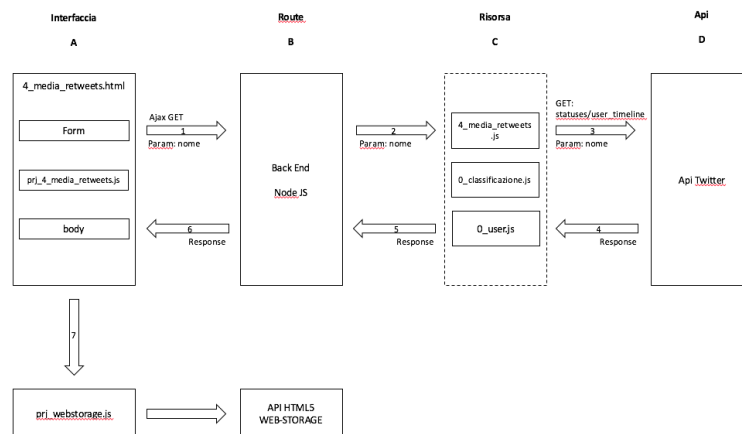 Interfaccia
A
Route
B
Risorsa
C
Api
D
4_media_retweets.html
Form
prj_4_media_retweets.js
body
Ajax GET
1
Param: nome
6
Response
Back End
Node JS
2
Param: nome
5
Response
4_media_retweets
.js
0_classificazione.js
0_user.js
GET:
statuses/user_timeline
3
Param: nome
4
Response
Api Twitter
7
prj_webstorage.js
API HTML5
WEB-STORAGE